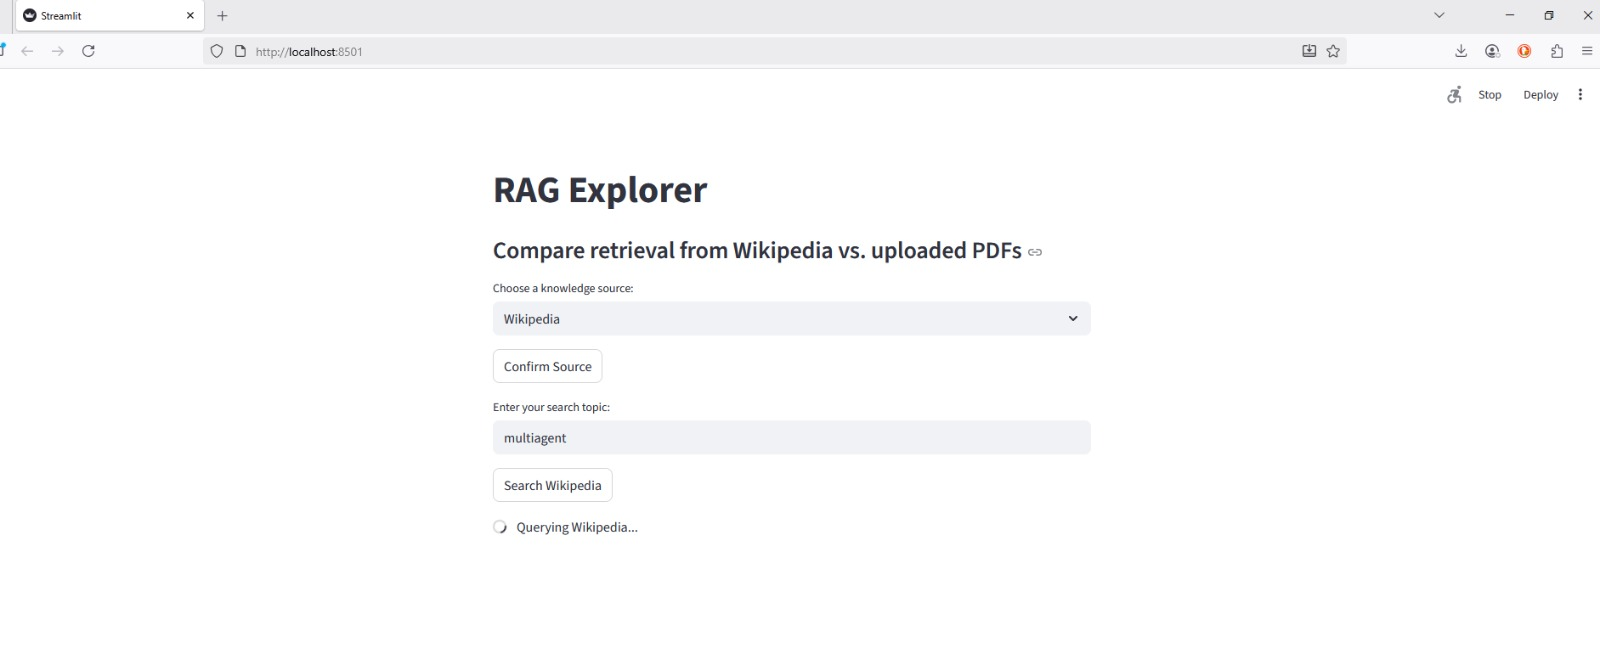 Streamlit
http://localhost:8501
Stop Deploy
RAG Explorer
Compare retrieval from Wikipedia vs. uploaded PDFs
Choose a knowledge source:
Wikipedia
Confirm Source
Enter your search topic:
multiagent
Search Wikipedia
Querying Wikipedia...